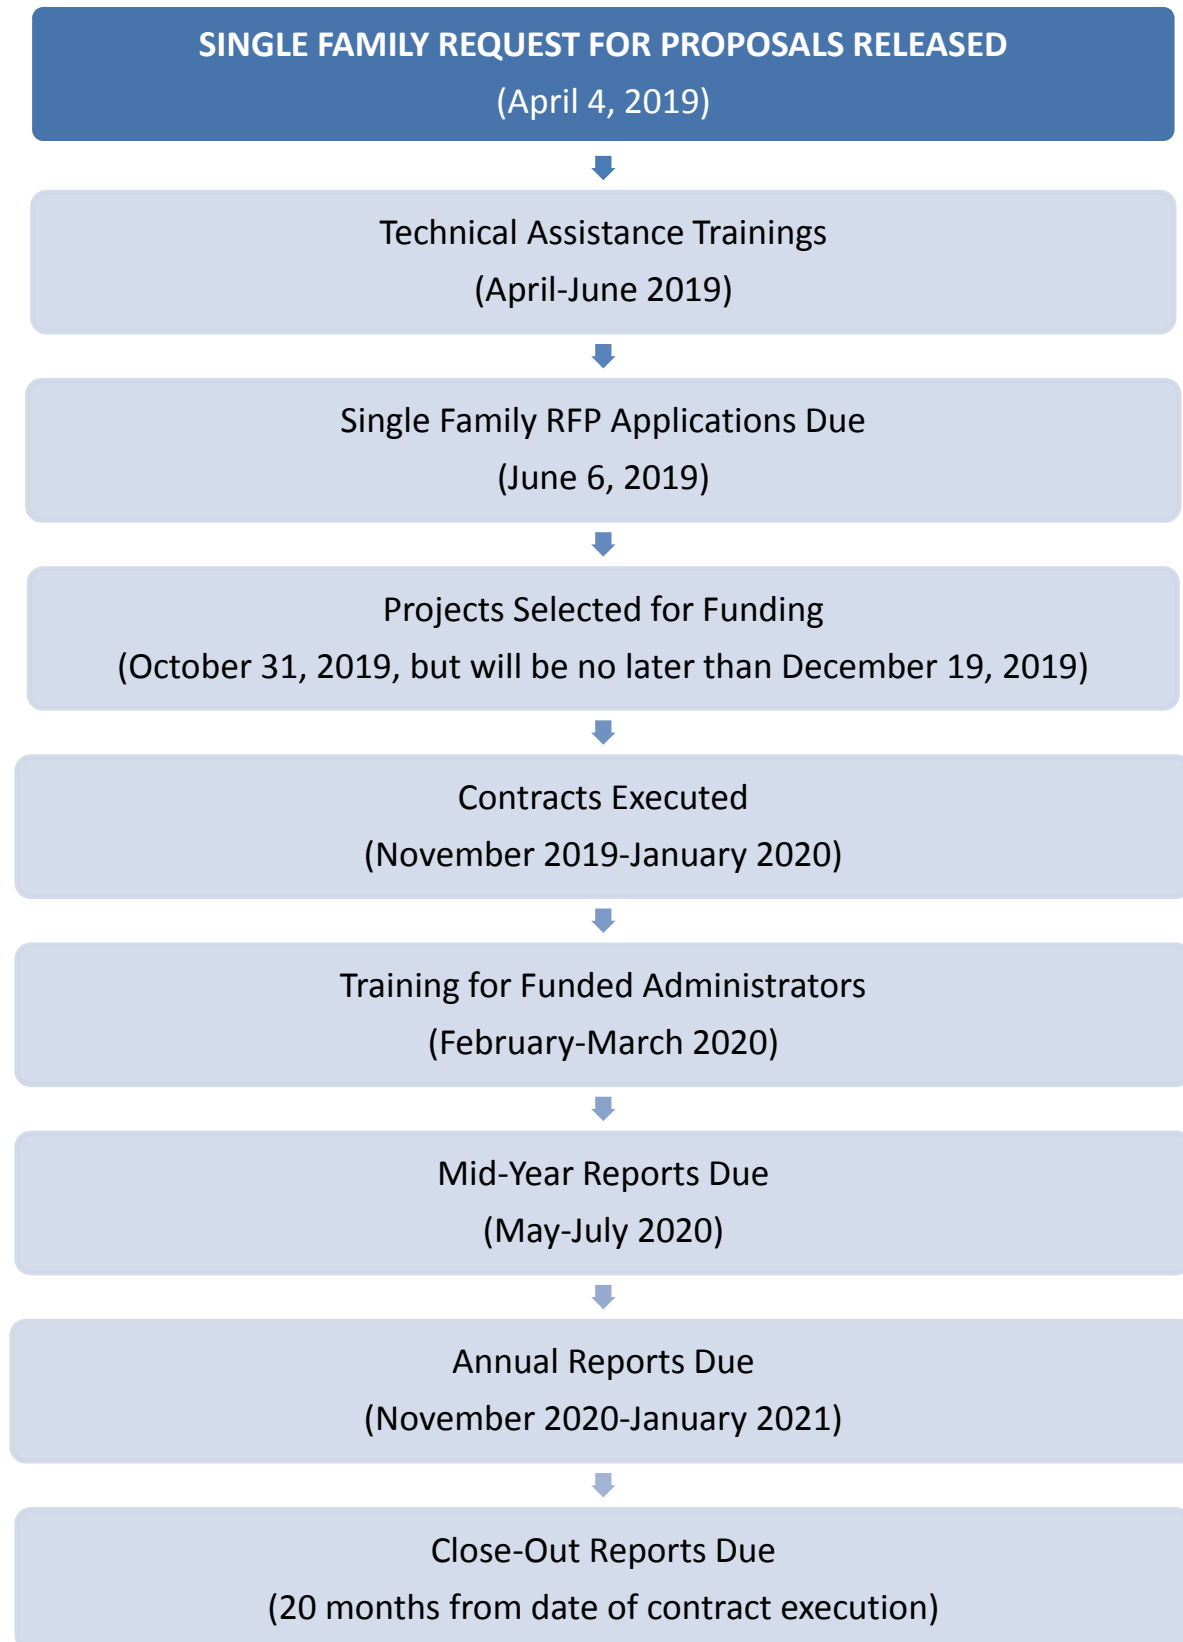 SINGLE FAMILY REQUEST FOR PROPOSALS RELEASED
(April 4, 2019)
Technical Assistance Trainings
(April-June 2019)
Single Family RFP Applications Due
(June 6, 2019)
Projects Selected for Funding
(October 31, 2019, but will be no later than December 19, 2019)
Contracts Executed
(November 2019-January 2020)
Training for Funded Administrators
(February-March 2020)
Mid-Year Reports Due
(May-July 2020)
Annual Reports Due
(November 2020-January 2021)
Close-Out Reports Due
(20 months from date of contract execution)